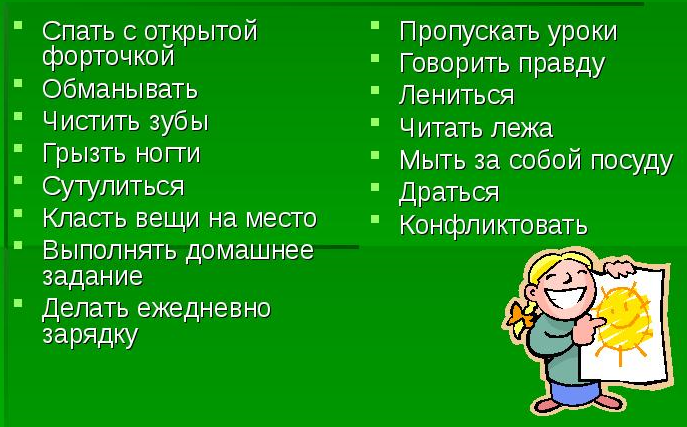 Спать с открытой
форточкой
Обманывать
Чистить зубы
Грызть ногти
Сутулиться
Класть вещи на место
Выполнять домашнее
задание
Делать ежедневно
зарядку
Пропускать уроки
Говорить правду
Лениться
Читать лежа
Мыть за собой посуду
Драться
Конфликтовать